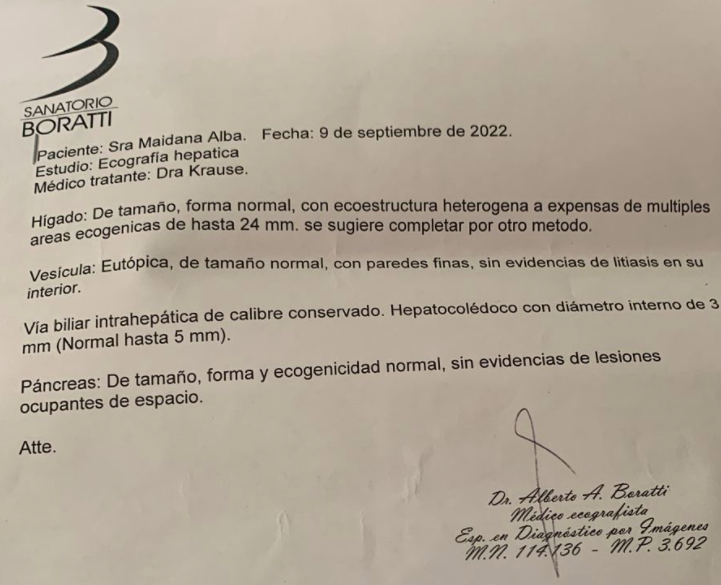 SANATORIO
BORATTI
Paciente: Sra Maidana Alba. Fecha: 9 de septiembre de 2022.
Estudio: Ecografía hepatica
Médico tratante: Dra Krause.
Hígado: De tamaño, forma normal, con ecoestructura heterogena a expensas de multiples
areas ecogenicas de hasta 24 mm. se sugiere completar por otro metodo.
Vesícula: Eutópica, de tamaño normal, con paredes finas, sin evidencias de litiasis en su
interior.
Vía biliar intrahepática de calibre conservado. Hepatocolédoco con diámetro interno de 3
mm (Normal hasta 5 mm).
Páncreas: De tamaño, forma y ecogenicidad normal, sin evidencias de lesiones
ocupantes de espacio.
Atte.
Dr. Alberto A. Boratti
Médico ecografista
Esp. en Diagnóstico por Imágenes
M.N. 114.136 - M.P. 3.692